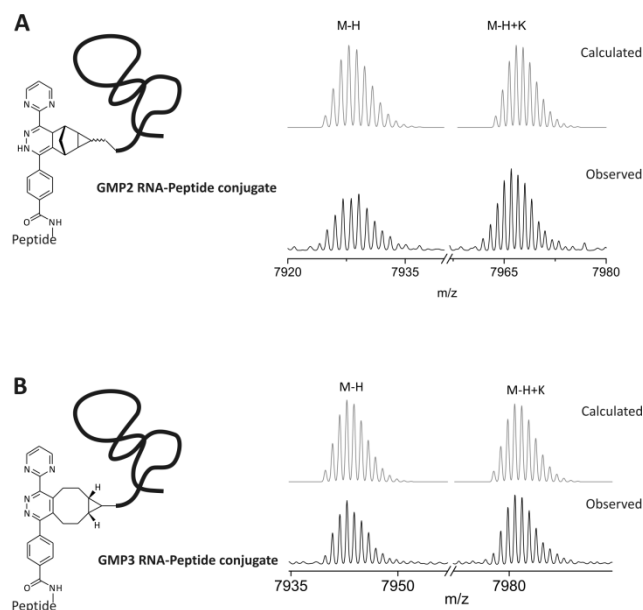 A
M-H
M-H+K
Calculated
N
N
N
HN
GMP2 RNA-Peptide conjugate
Observed
O
NH
Peptide
7920
7935
7965
7980
m/z
B
M-H
M-H+K
Calculated
N
N
H
N
N
H
Observed
GMP3 RNA-Peptide conjugate
O
NH
Peptide
7935
7950
7980
m/z